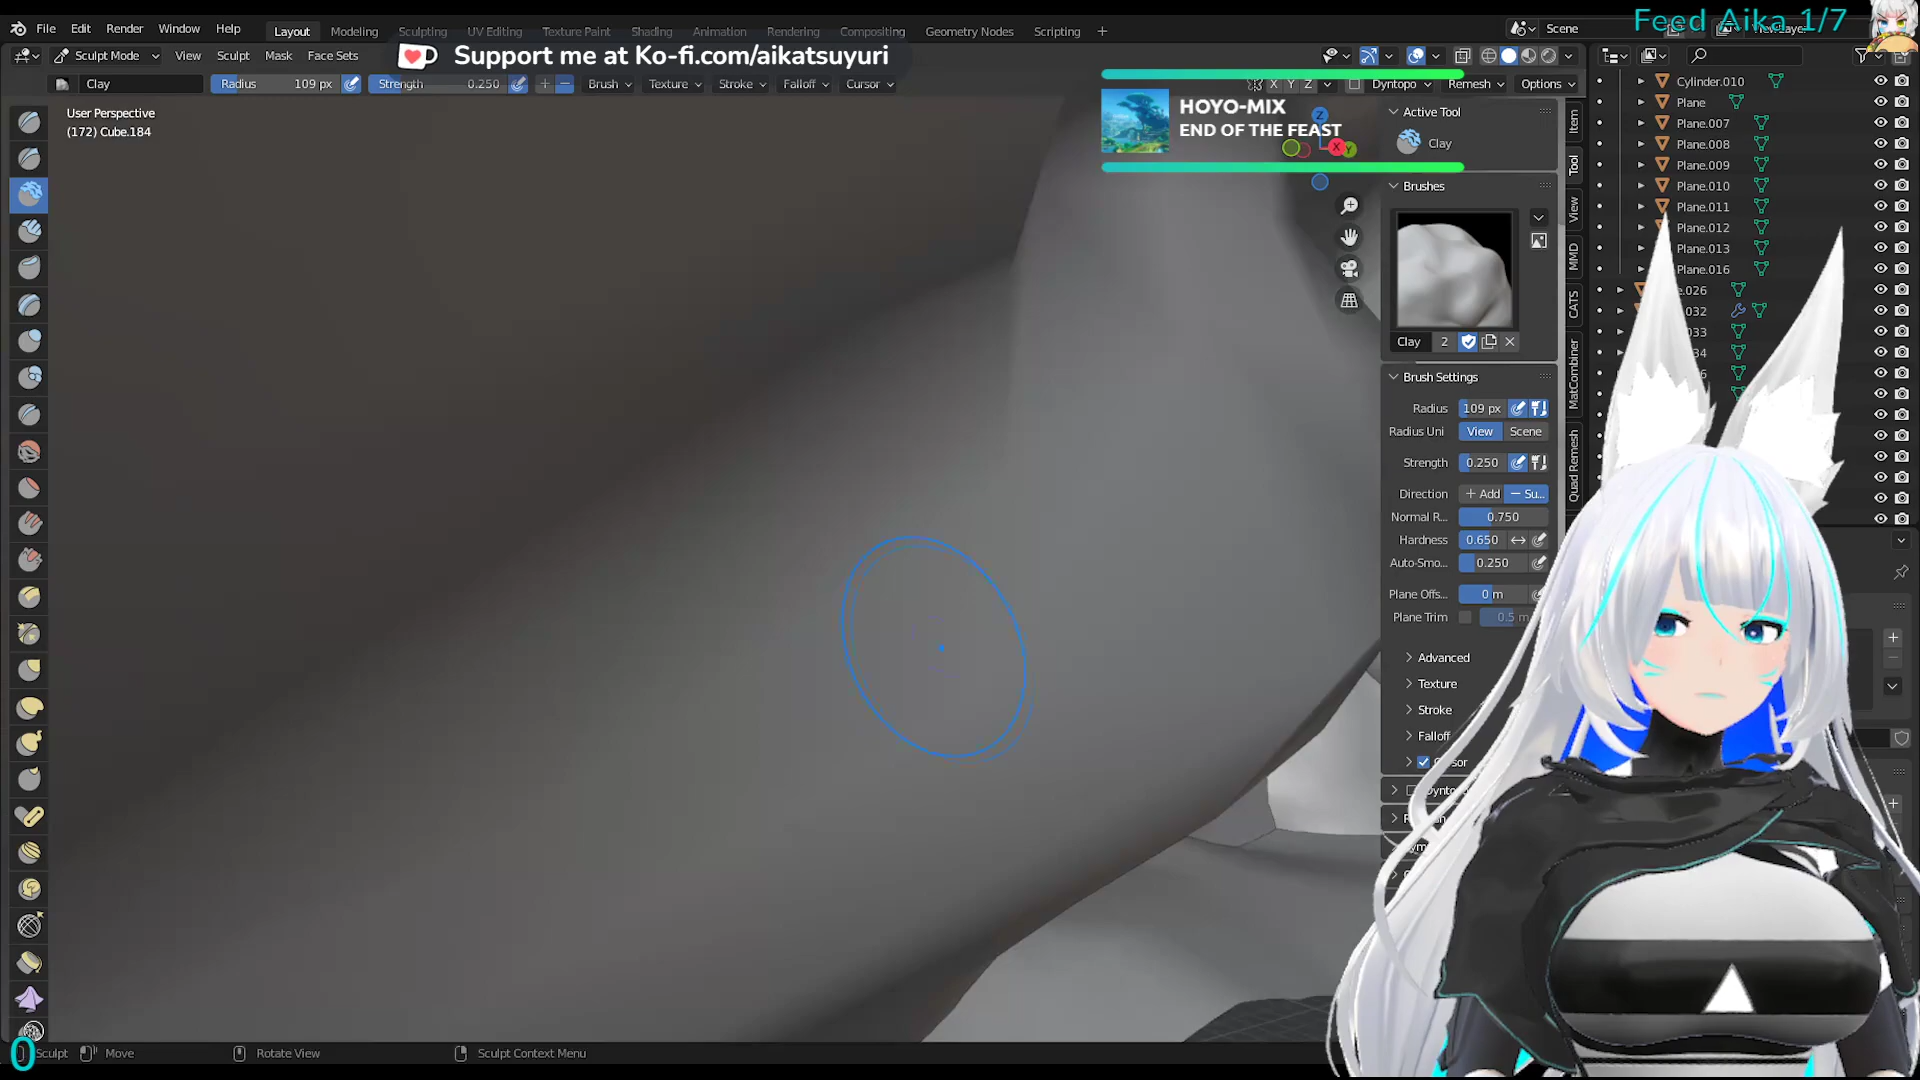 File Edit Render Window Help Layout Modeling Sculpting UV Editing Texture Paint Shading Animation Rendering Compositing Geometry Nodes Scripting
Scene
Feed Aika 1/7
Sculpt Mode View Sculpt Mask Face Sets
Support me at Ko-fi.com/aikatsuyuri
Clay Radius 109 px Strength 0.250 Brush Texture Stroke Falloff Cursor
X Y Z Dyntopo Remesh Options
User Perspective
(172) Cube.184
HOYO-MIX
END OF THE FEAST
Z
X Y
Active Tool
Clay
Brushes
Clay 2
Brush Settings
Radius 109 px
Radius Uni View Scene
Strength 0.250
Direction Add Su...
Normal R... 0.750
Hardness 0.650
Auto-Smo... 0.250
Plane Offs... 0 m
Plane Trim 0.5 m
Advanced
Texture
Stroke
Falloff
Item
Tool
View
MMD
CATS
MatCombiner
Quad Remesh
Cylinder.010
Plane
Plane.007
Plane.008
Plane.009
Plane.010
Plane.011
Plane.012
Plane.013
Plane.016
.026
.032
0
Sculpt Move Rotate View Sculpt Context Menu